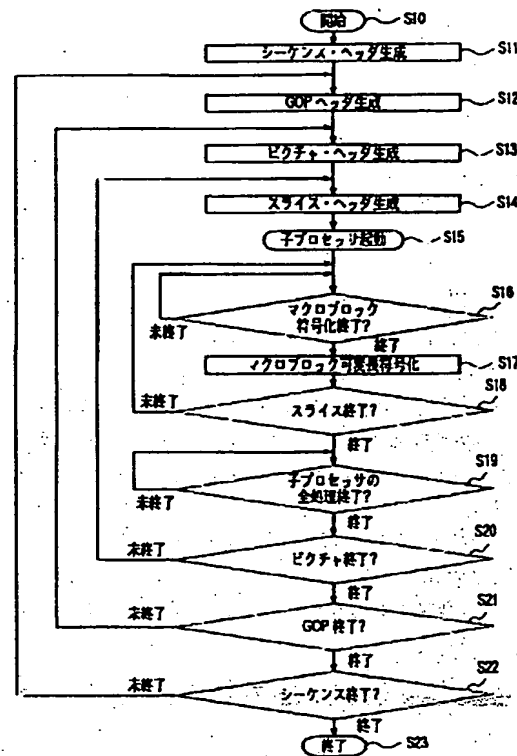 開始
S10
シーケンス・ヘッダ生成
S11
GOPヘッダ生成
S12
ピクチャ・ヘッダ生成
S13
スライス・ヘッダ生成
S14
子プロセッサ起動
S15
マクロブロック
符号化終了?
S16
未終了
終了
マクロブロック可変長符号化
S17
スライス終了?
S18
未終了
終了
子プロセッサの
全処理終了?
S19
未終了
終了
ピクチャ終了?
S20
未終了
終了
GOP終了?
S21
未終了
終了
シーケンス終了?
S22
未終了
終了
終了
S23